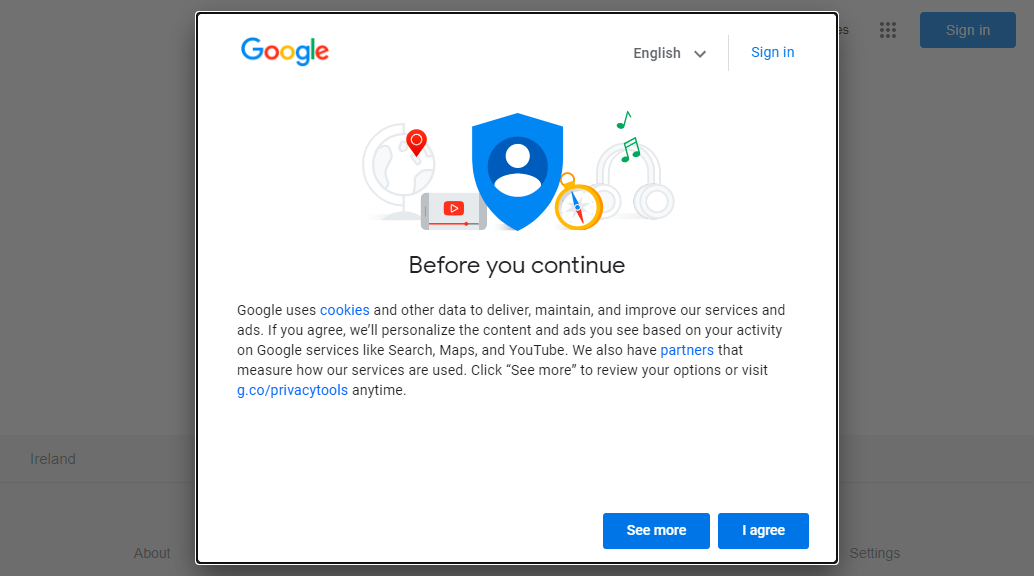 Google
English
Sign in
Sign in
Before you continue
Google uses cookies and other data to deliver, maintain, and improve our services and
ads. If you agree, we’ll personalize the content and ads you see based on your activity
on Google services like Search, Maps, and YouTube. We also have partners that
measure how our services are used. Click “See more” to review your options or visit
g.co/privacytools anytime.
Ireland
See more
I agree
About
Settings